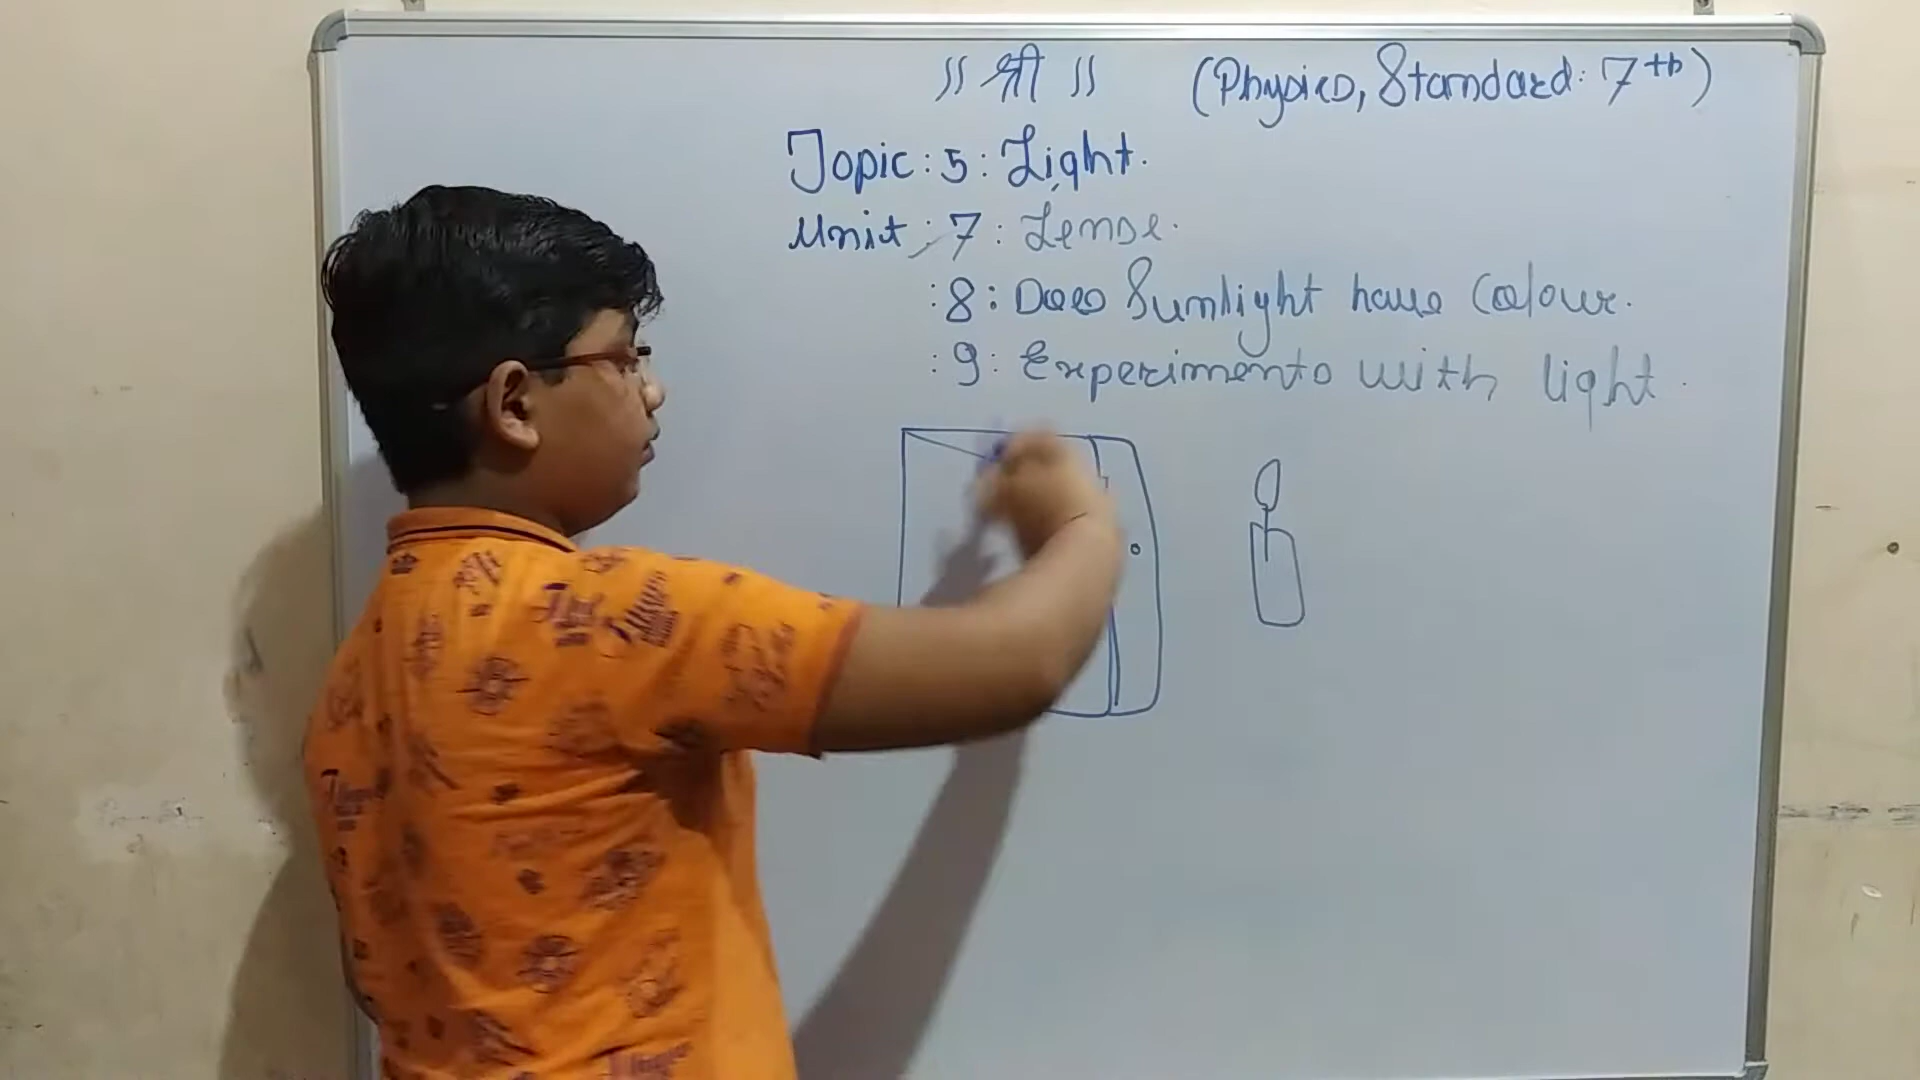 ॥ श्री ॥ (Physics, Standard: 7th)
Topic: 5: Light.
Unit: 7: Lense.
: 8: Does Sunlight have Colour.
: 9: Experiments with light.